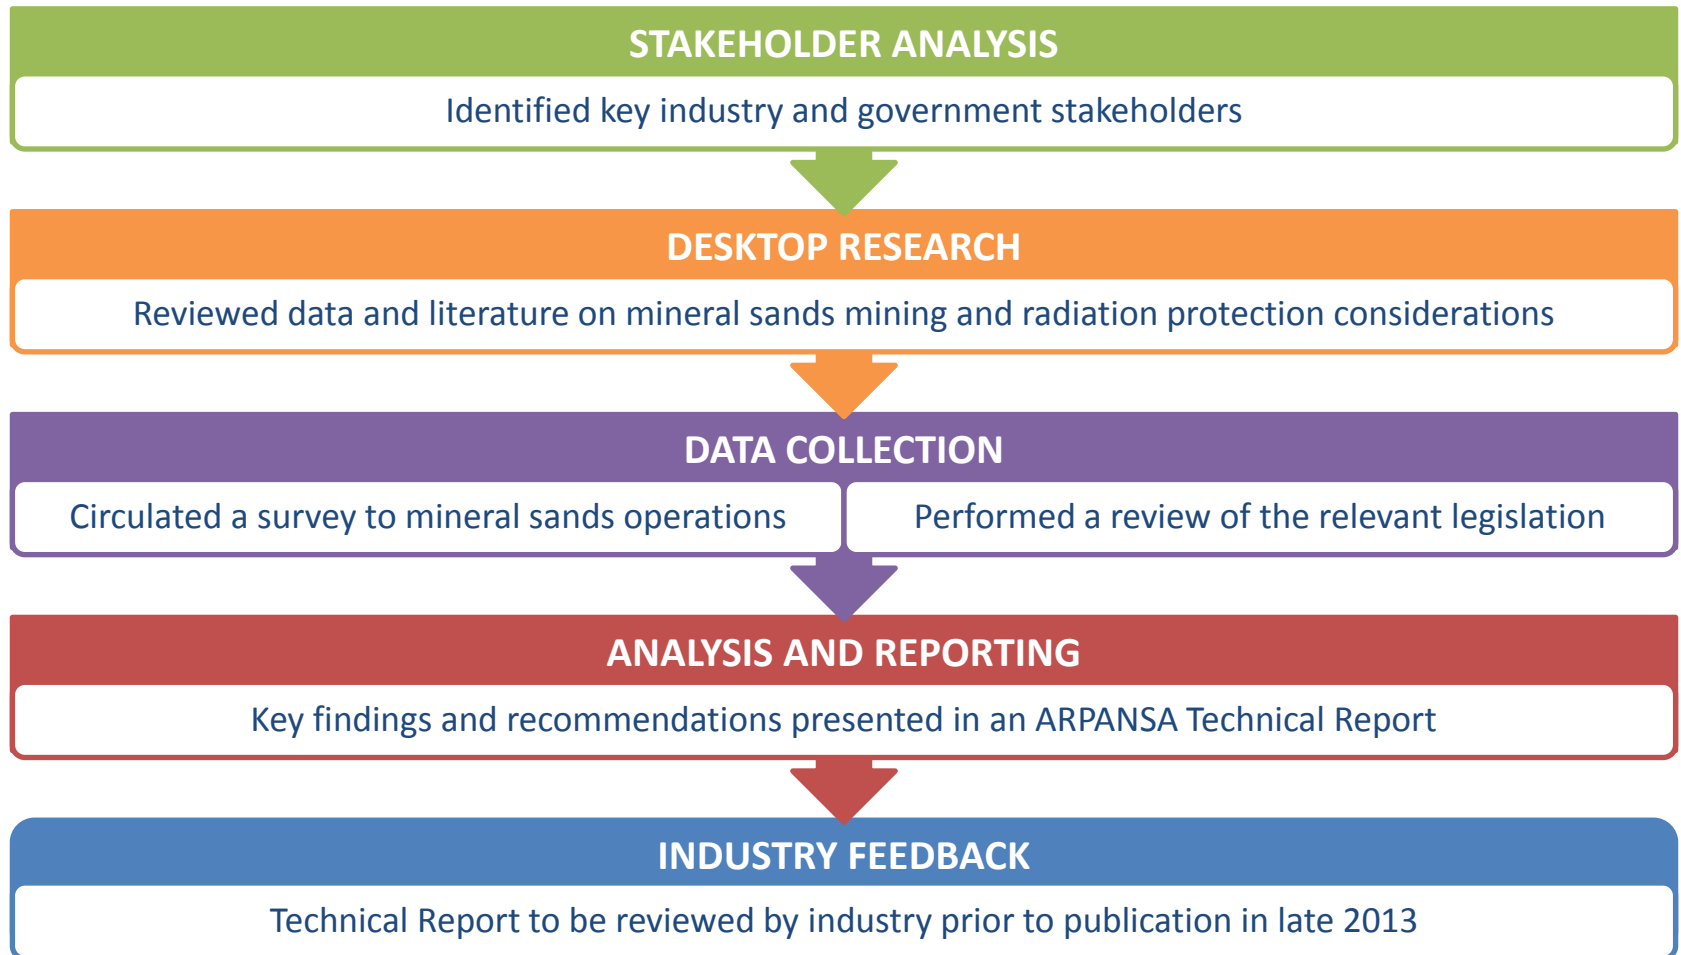 STAKEHOLDER ANALYSIS
Identified key industry and government stakeholders
DESKTOP RESEARCH
Reviewed data and literature on mineral sands mining and radiation protection considerations
DATA COLLECTION
Circulated a survey to mineral sands operations
Performed a review of the relevant legislation
ANALYSIS AND REPORTING
Key findings and recommendations presented in an ARPANSA Technical Report
INDUSTRY FEEDBACK
Technical Report to be reviewed by industry prior to publication in late 2013